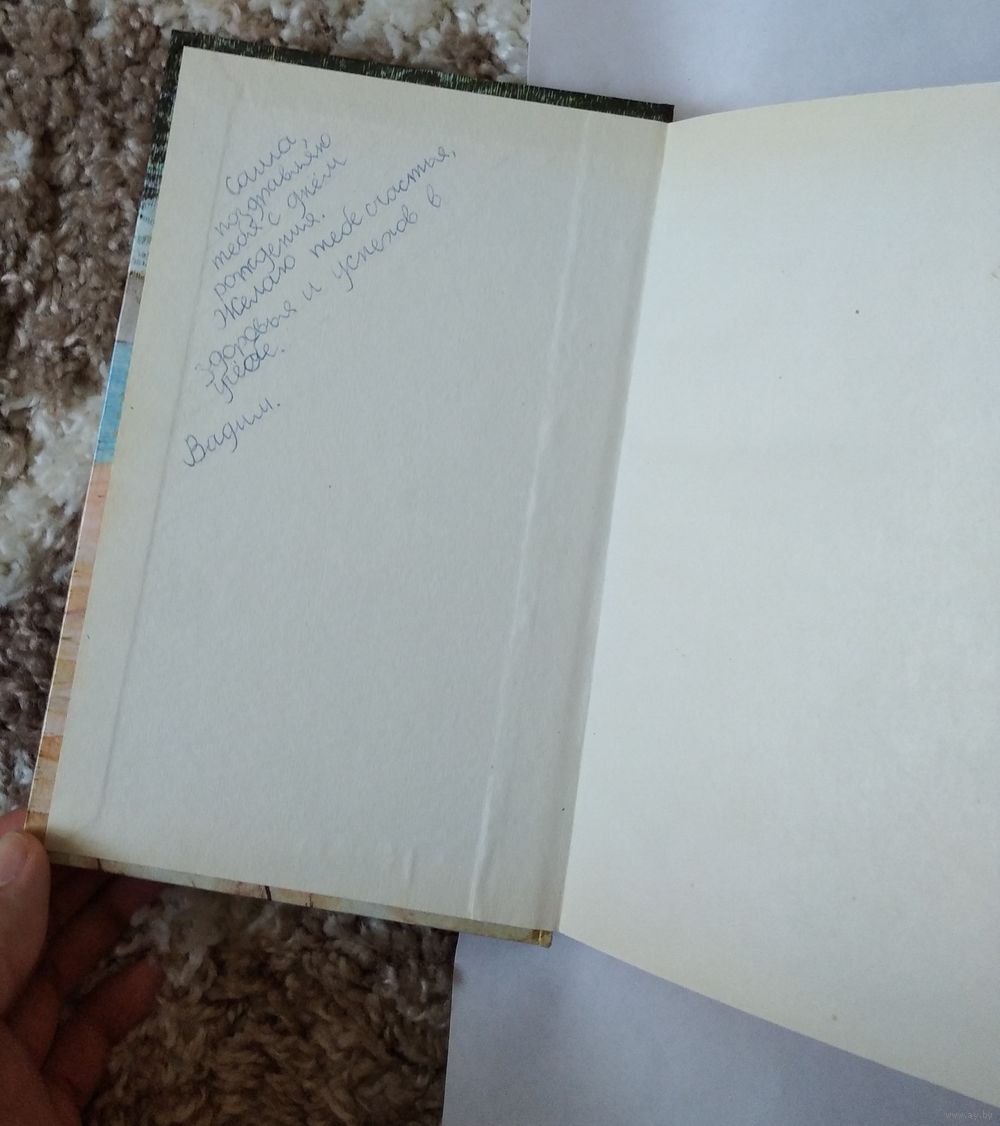 Саша
поздравляю
тебя с днём
рождения.
Желаю тебе счастья,
здоровья и успехов в
учёбе.
Вадим.
www.ay.by